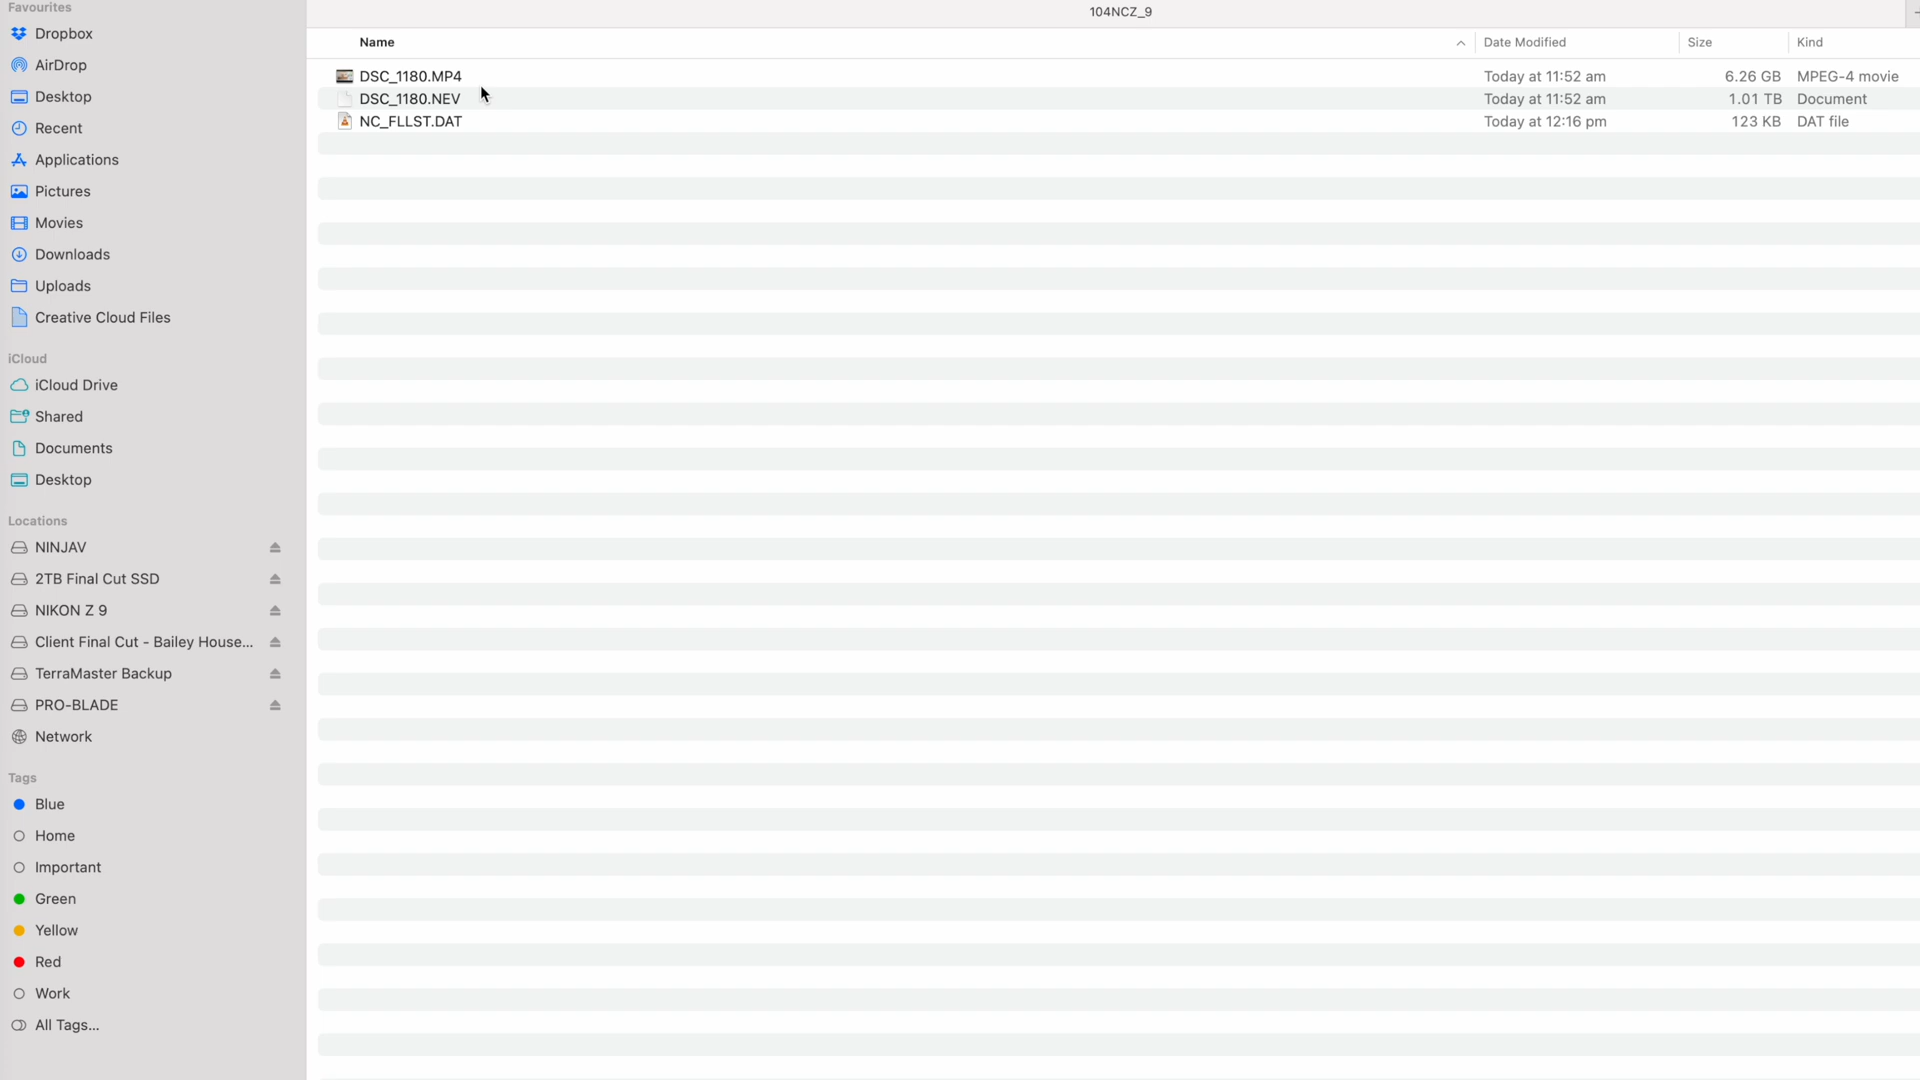 Favourites
Dropbox
AirDrop
Desktop
Recent
Applications
Pictures
Movies
Downloads
Uploads
Creative Cloud Files
iCloud
iCloud Drive
Shared
Documents
Desktop
Locations
NINJAV
2TB Final Cut SSD
NIKON Z 9
Client Final Cut - Bailey House...
TerraMaster Backup
PRO-BLADE
Network
Tags
Blue
Home
Important
Green
Yellow
Red
Work
All Tags...
104NCZ_9
Name Date Modified Size Kind
DSC_1180.MP4 Today at 11:52 am 6.26 GB MPEG-4 movie
DSC_1180.NEV Today at 11:52 am 1.01 TB Document
NC_FLLST.DAT Today at 12:16 pm 123 KB DAT file